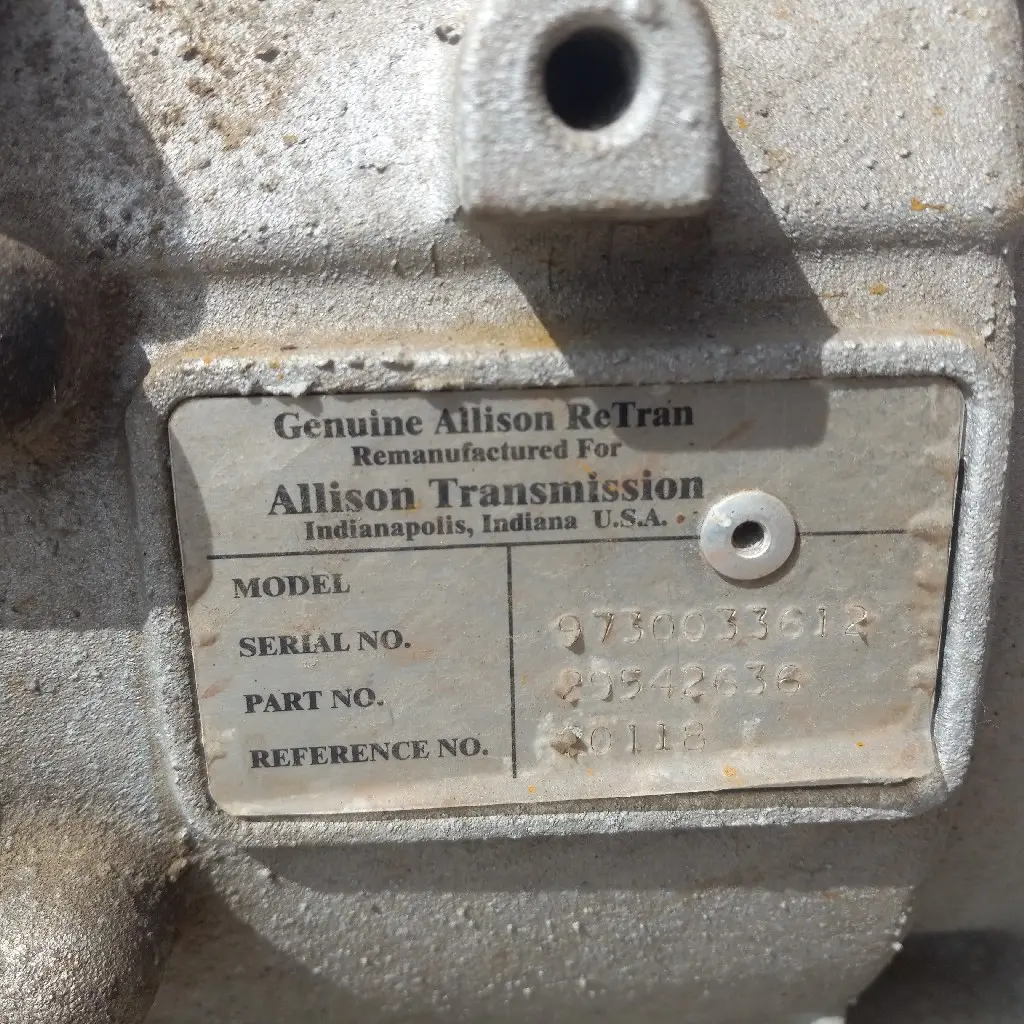 Genuine Allison ReTran
Remanufactured For
Allison Transmission
Indianapolis, Indiana U.S.A.
MODEL
SERIAL NO. 9730033612
PART NO. 29542636
REFERENCE NO.